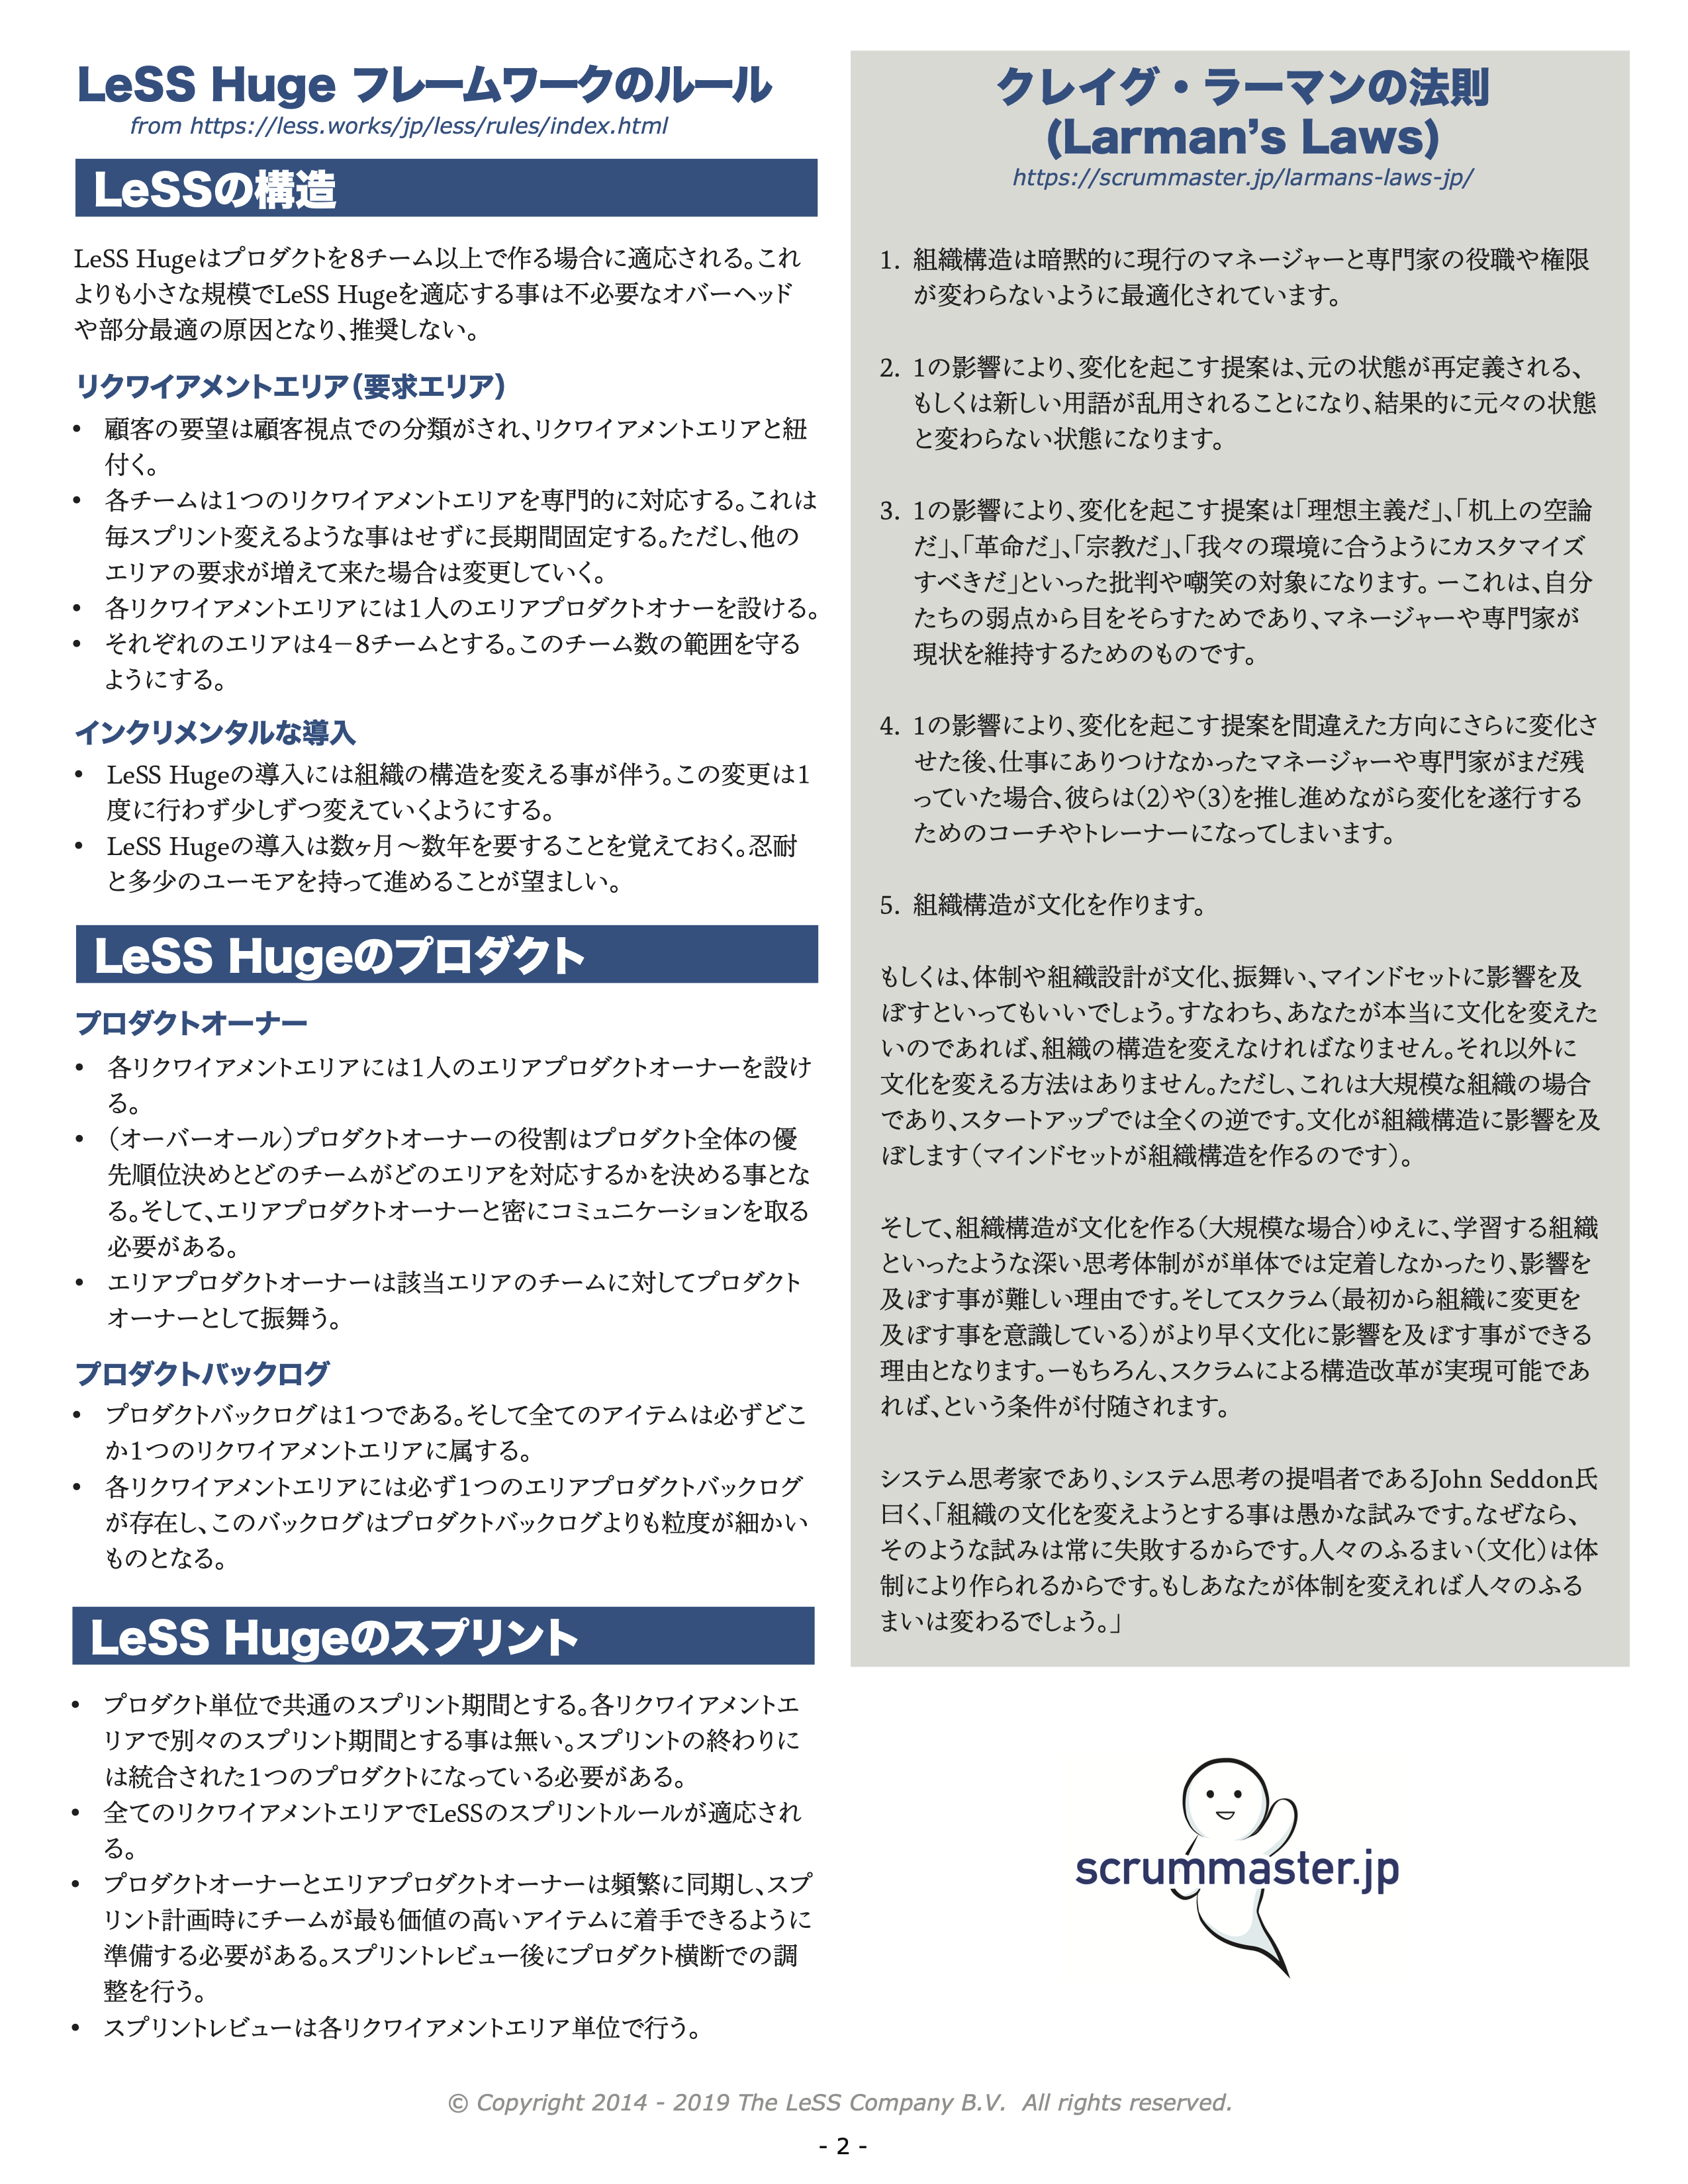 LeSS Huge フレームワークのルール
from https://less.works/jp/less/rules/index.html
LeSSの構造
LeSS Hugeはプロダクトを8チーム以上で作る場合に適応される。これ
よりも小さな規模でLeSS Hugeを適応する事は不必要なオーバーヘッド
や部分最適の原因となり、推奨しない。
リクワイアメントエリア（要求エリア）
• 顧客の要望は顧客視点での分類がされ、リクワイアメントエリアと紐
付く。
• 各チームは1つのリクワイアメントエリアを専門的に対応する。これは
毎スプリント変えるような事はせずに長期間固定する。ただし、他の
エリアの要求が増えて来た場合は変更していく。
• 各リクワイアメントエリアには1人のエリアプロダクトオナーを設ける。
• それぞれのエリアは4−8チームとする。このチーム数の範囲を守る
ようにする。
インクリメンタルな導入
• LeSS Hugeの導入には組織の構造を変える事が伴う。この変更は1
度に行わず少しずつ変えていくようにする。
• LeSS Hugeの導入は数ヶ月〜数年を要することを覚えておく。忍耐
と多少のユーモアを持って進めることが望ましい。
LeSS Hugeのプロダクト
プロダクトオーナー
• 各リクワイアメントエリアには1人のエリアプロダクトオーナーを設け
る。
• （オーバーオール）プロダクトオーナーの役割はプロダクト全体の優
先順位決めとどのチームがどのエリアを対応するかを決める事とな
る。そして、エリアプロダクトオーナーと密にコミュニケーションを取る
必要がある。
• エリアプロダクトオーナーは該当エリアのチームに対してプロダクト
オーナーとして振舞う。
プロダクトバックログ
• プロダクトバックログは1つである。そして全てのアイテムは必ずどこ
か1つのリクワイアメントエリアに属する。
• 各リクワイアメントエリアには必ず1つのエリアプロダクトバックログ
が存在し、このバックログはプロダクトバックログよりも粒度が細かい
ものとなる。
LeSS Hugeのスプリント
• プロダクト単位で共通のスプリント期間とする。各リクワイアメントエ
リアで別々のスプリント期間とする事は無い。スプリントの終わりに
は統合された1つのプロダクトになっている必要がある。
• 全てのリクワイアメントエリアでLeSSのスプリントルールが適応され
る。
• プロダクトオーナーとエリアプロダクトオーナーは頻繁に同期し、スプ
リント計画時にチームが最も価値の高いアイテムに着手できるように
準備する必要がある。スプリントレビュー後にプロダクト横断での調
整を行う。
• スプリントレビューは各リクワイアメントエリア単位で行う。
クレイグ・ラーマンの法則
(Larman’s Laws)
https://scrummaster.jp/larmans-laws-jp/
1. 組織構造は暗黙的に現行のマネージャーと専門家の役職や権限
が変わらないように最適化されています。
2. 1の影響により、変化を起こす提案は、元の状態が再定義される、
もしくは新しい用語が乱用されることになり、結果的に元々の状態
と変わらない状態になります。
3. 1の影響により、変化を起こす提案は「理想主義だ」、「机上の空論
だ」、「革命だ」、「宗教だ」、「我々の環境に合うようにカスタマイズ
すべきだ」といった批判や嘲笑の対象になります。 ーこれは、自分
たちの弱点から目をそらすためであり、マネージャーや専門家が
現状を維持するためのものです。
4. 1の影響により、変化を起こす提案を間違えた方向にさらに変化さ
せた後、仕事にありつけなかったマネージャーや専門家がまだ残
っていた場合、彼らは（2）や（3）を推し進めながら変化を遂行する
ためのコーチやトレーナーになってしまいます。
5. 組織構造が文化を作ります。
もしくは、体制や組織設計が文化、振舞い、マインドセットに影響を及
ぼすといってもいいでしょう。すなわち、あなたが本当に文化を変えた
いのであれば、組織の構造を変えなければなりません。それ以外に
文化を変える方法はありません。ただし、これは大規模な組織の場合
であり、スタートアップでは全くの逆です。文化が組織構造に影響を及
ぼします（マインドセットが組織構造を作るのです）。
そして、組織構造が文化を作る（大規模な場合）ゆえに、学習する組織
といったような深い思考体制がが単体では定着しなかったり、影響を
及ぼす事が難しい理由です。そしてスクラム（最初から組織に変更を
及ぼす事を意識している）がより早く文化に影響を及ぼす事ができる
理由となります。ーもちろん、スクラムによる構造改革が実現可能であ
れば、という条件が付随されます。
システム思考家であり、システム思考の提唱者であるJohn Seddon氏
曰く、「組織の文化を変えようとする事は愚かな試みです。なぜなら、
そのような試みは常に失敗するからです。人々のふるまい（文化）は体
制により作られるからです。もしあなたが体制を変えれば人々のふる
まいは変わるでしょう。」
scrummaster.jp
© Copyright 2014 - 2019 The LeSS Company B.V. All rights reserved.
- 2 -